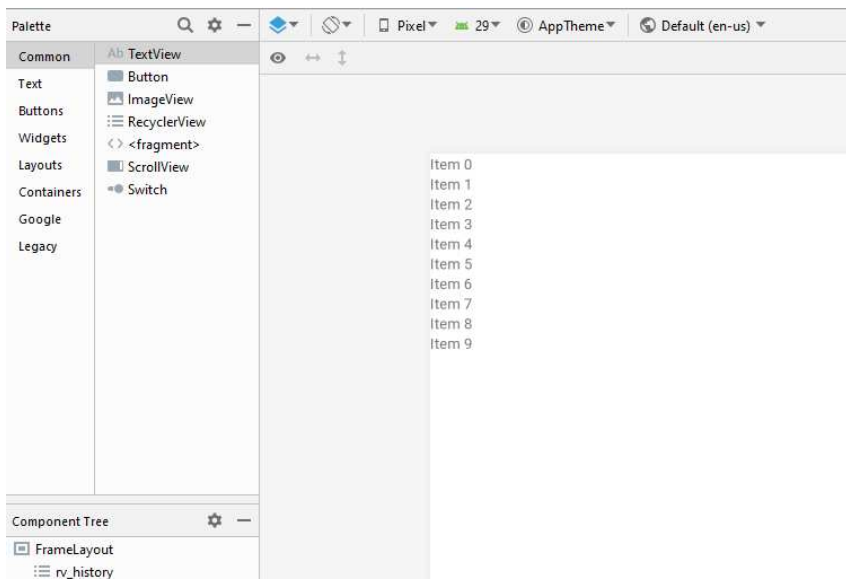 Palette
Pixel 29 AppTheme Default (en-us)
Common
Text
Buttons
Widgets
Layouts
Containers
Google
Legacy
Ab TextView
Button
ImageView
RecyclerView
<fragment>
ScrollView
Switch
Item 0
Item 1
Item 2
Item 3
Item 4
Item 5
Item 6
Item 7
Item 8
Item 9
Component Tree
FrameLayout
rv_history